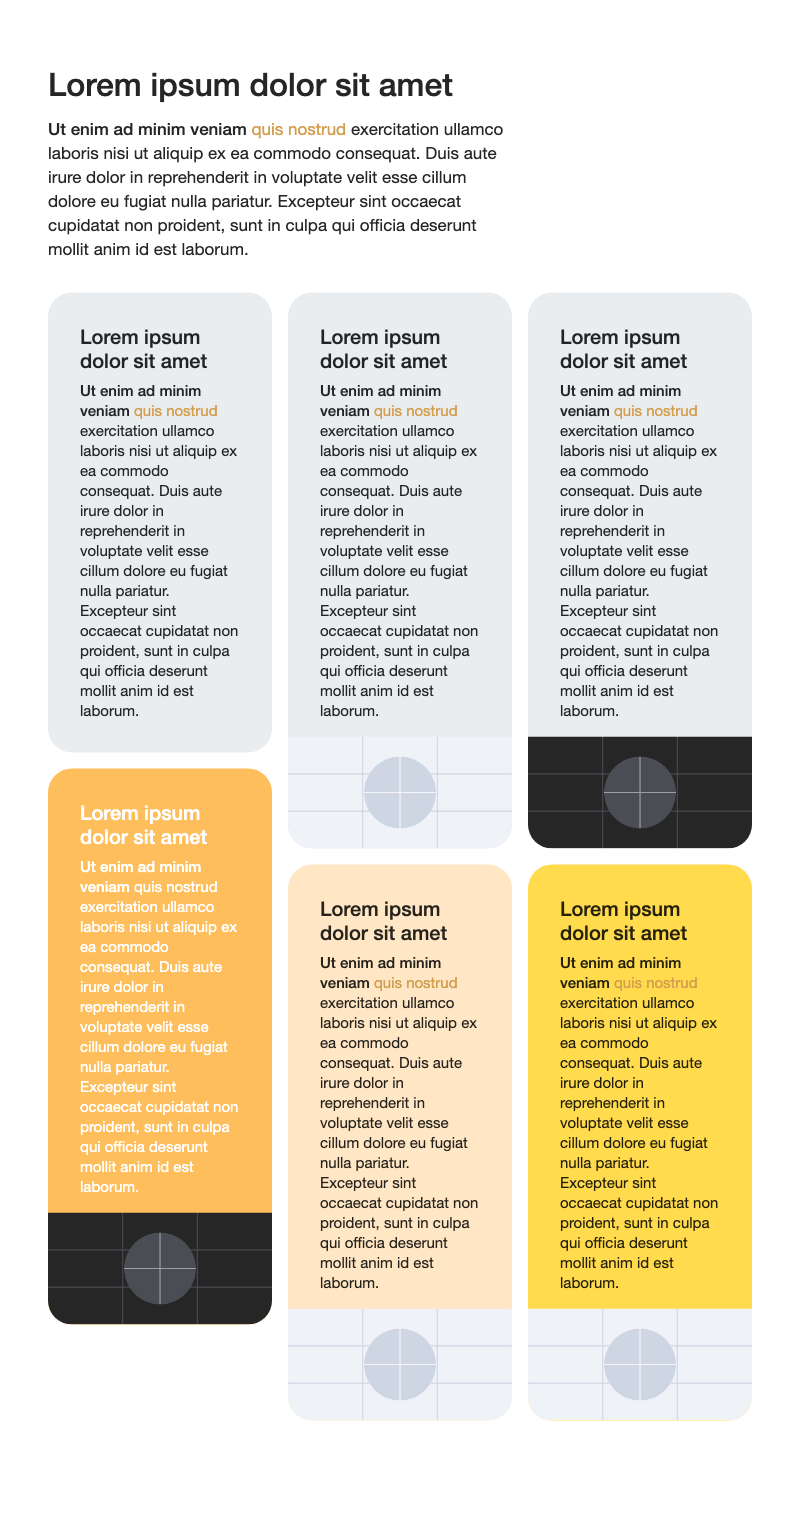 Lorem ipsum dolor sit amet
Ut enim ad minim veniam quis nostrud exercitation ullamco
laboris nisi ut aliquip ex ea commodo consequat. Duis aute
irure dolor in reprehenderit in voluptate velit esse cillum
dolore eu fugiat nulla pariatur. Excepteur sint occaecat
cupidatat non proident, sunt in culpa qui officia deserunt
mollit anim id est laborum.
Lorem ipsum
dolor sit amet
Ut enim ad minim
veniam quis nostrud
exercitation ullamco
laboris nisi ut aliquip ex
ea commodo
consequat. Duis aute
irure dolor in
reprehenderit in
voluptate velit esse
cillum dolore eu fugiat
nulla pariatur.
Excepteur sint
occaecat cupidatat non
proident, sunt in culpa
qui officia deserunt
mollit anim id est
laborum.
Lorem ipsum
dolor sit amet
Ut enim ad minim
veniam quis nostrud
exercitation ullamco
laboris nisi ut aliquip ex
ea commodo
consequat. Duis aute
irure dolor in
reprehenderit in
voluptate velit esse
cillum dolore eu fugiat
nulla pariatur.
Excepteur sint
occaecat cupidatat non
proident, sunt in culpa
qui officia deserunt
mollit anim id est
laborum.
Lorem ipsum
dolor sit amet
Ut enim ad minim
veniam quis nostrud
exercitation ullamco
laboris nisi ut aliquip ex
ea commodo
consequat. Duis aute
irure dolor in
reprehenderit in
voluptate velit esse
cillum dolore eu fugiat
nulla pariatur.
Excepteur sint
occaecat cupidatat non
proident, sunt in culpa
qui officia deserunt
mollit anim id est
laborum.
Lorem ipsum
dolor sit amet
Ut enim ad minim
veniam quis nostrud
exercitation ullamco
laboris nisi ut aliquip ex
ea commodo
consequat. Duis aute
irure dolor in
reprehenderit in
voluptate velit esse
cillum dolore eu fugiat
nulla pariatur.
Excepteur sint
occaecat cupidatat non
proident, sunt in culpa
qui officia deserunt
mollit anim id est
laborum.
Lorem ipsum
dolor sit amet
Ut enim ad minim
veniam quis nostrud
exercitation ullamco
laboris nisi ut aliquip ex
ea commodo
consequat. Duis aute
irure dolor in
reprehenderit in
voluptate velit esse
cillum dolore eu fugiat
nulla pariatur.
Excepteur sint
occaecat cupidatat non
proident, sunt in culpa
qui officia deserunt
mollit anim id est
laborum.
Lorem ipsum
dolor sit amet
Ut enim ad minim
veniam quis nostrud
exercitation ullamco
laboris nisi ut aliquip ex
ea commodo
consequat. Duis aute
irure dolor in
reprehenderit in
voluptate velit esse
cillum dolore eu fugiat
nulla pariatur.
Excepteur sint
occaecat cupidatat non
proident, sunt in culpa
qui officia deserunt
mollit anim id est
laborum.